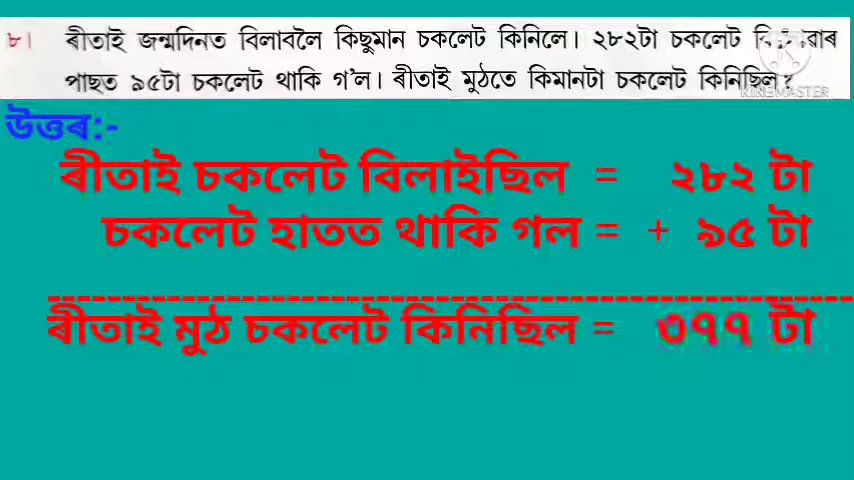 ৮। ৰীতাই জন্মদিনত বিলাবলৈ কিছুমান চকলেট কিনিলে। ২৮২টা চকলেট
পাছত ৯৫টা চকলেট থাকি গ'ল। ৰীতাই মুঠতে কিমানটা চকলেট কিনিছিল?
KINEMASTER
উত্তৰ:-
ৰীতাই চকলেট বিলাইছিল = ২৮২ টা
চকলেট হাতত থাকি গল = + ৯৫ টা
ৰীতাই মুঠ চকলেট কিনিছিল = ৩৭৭ টা